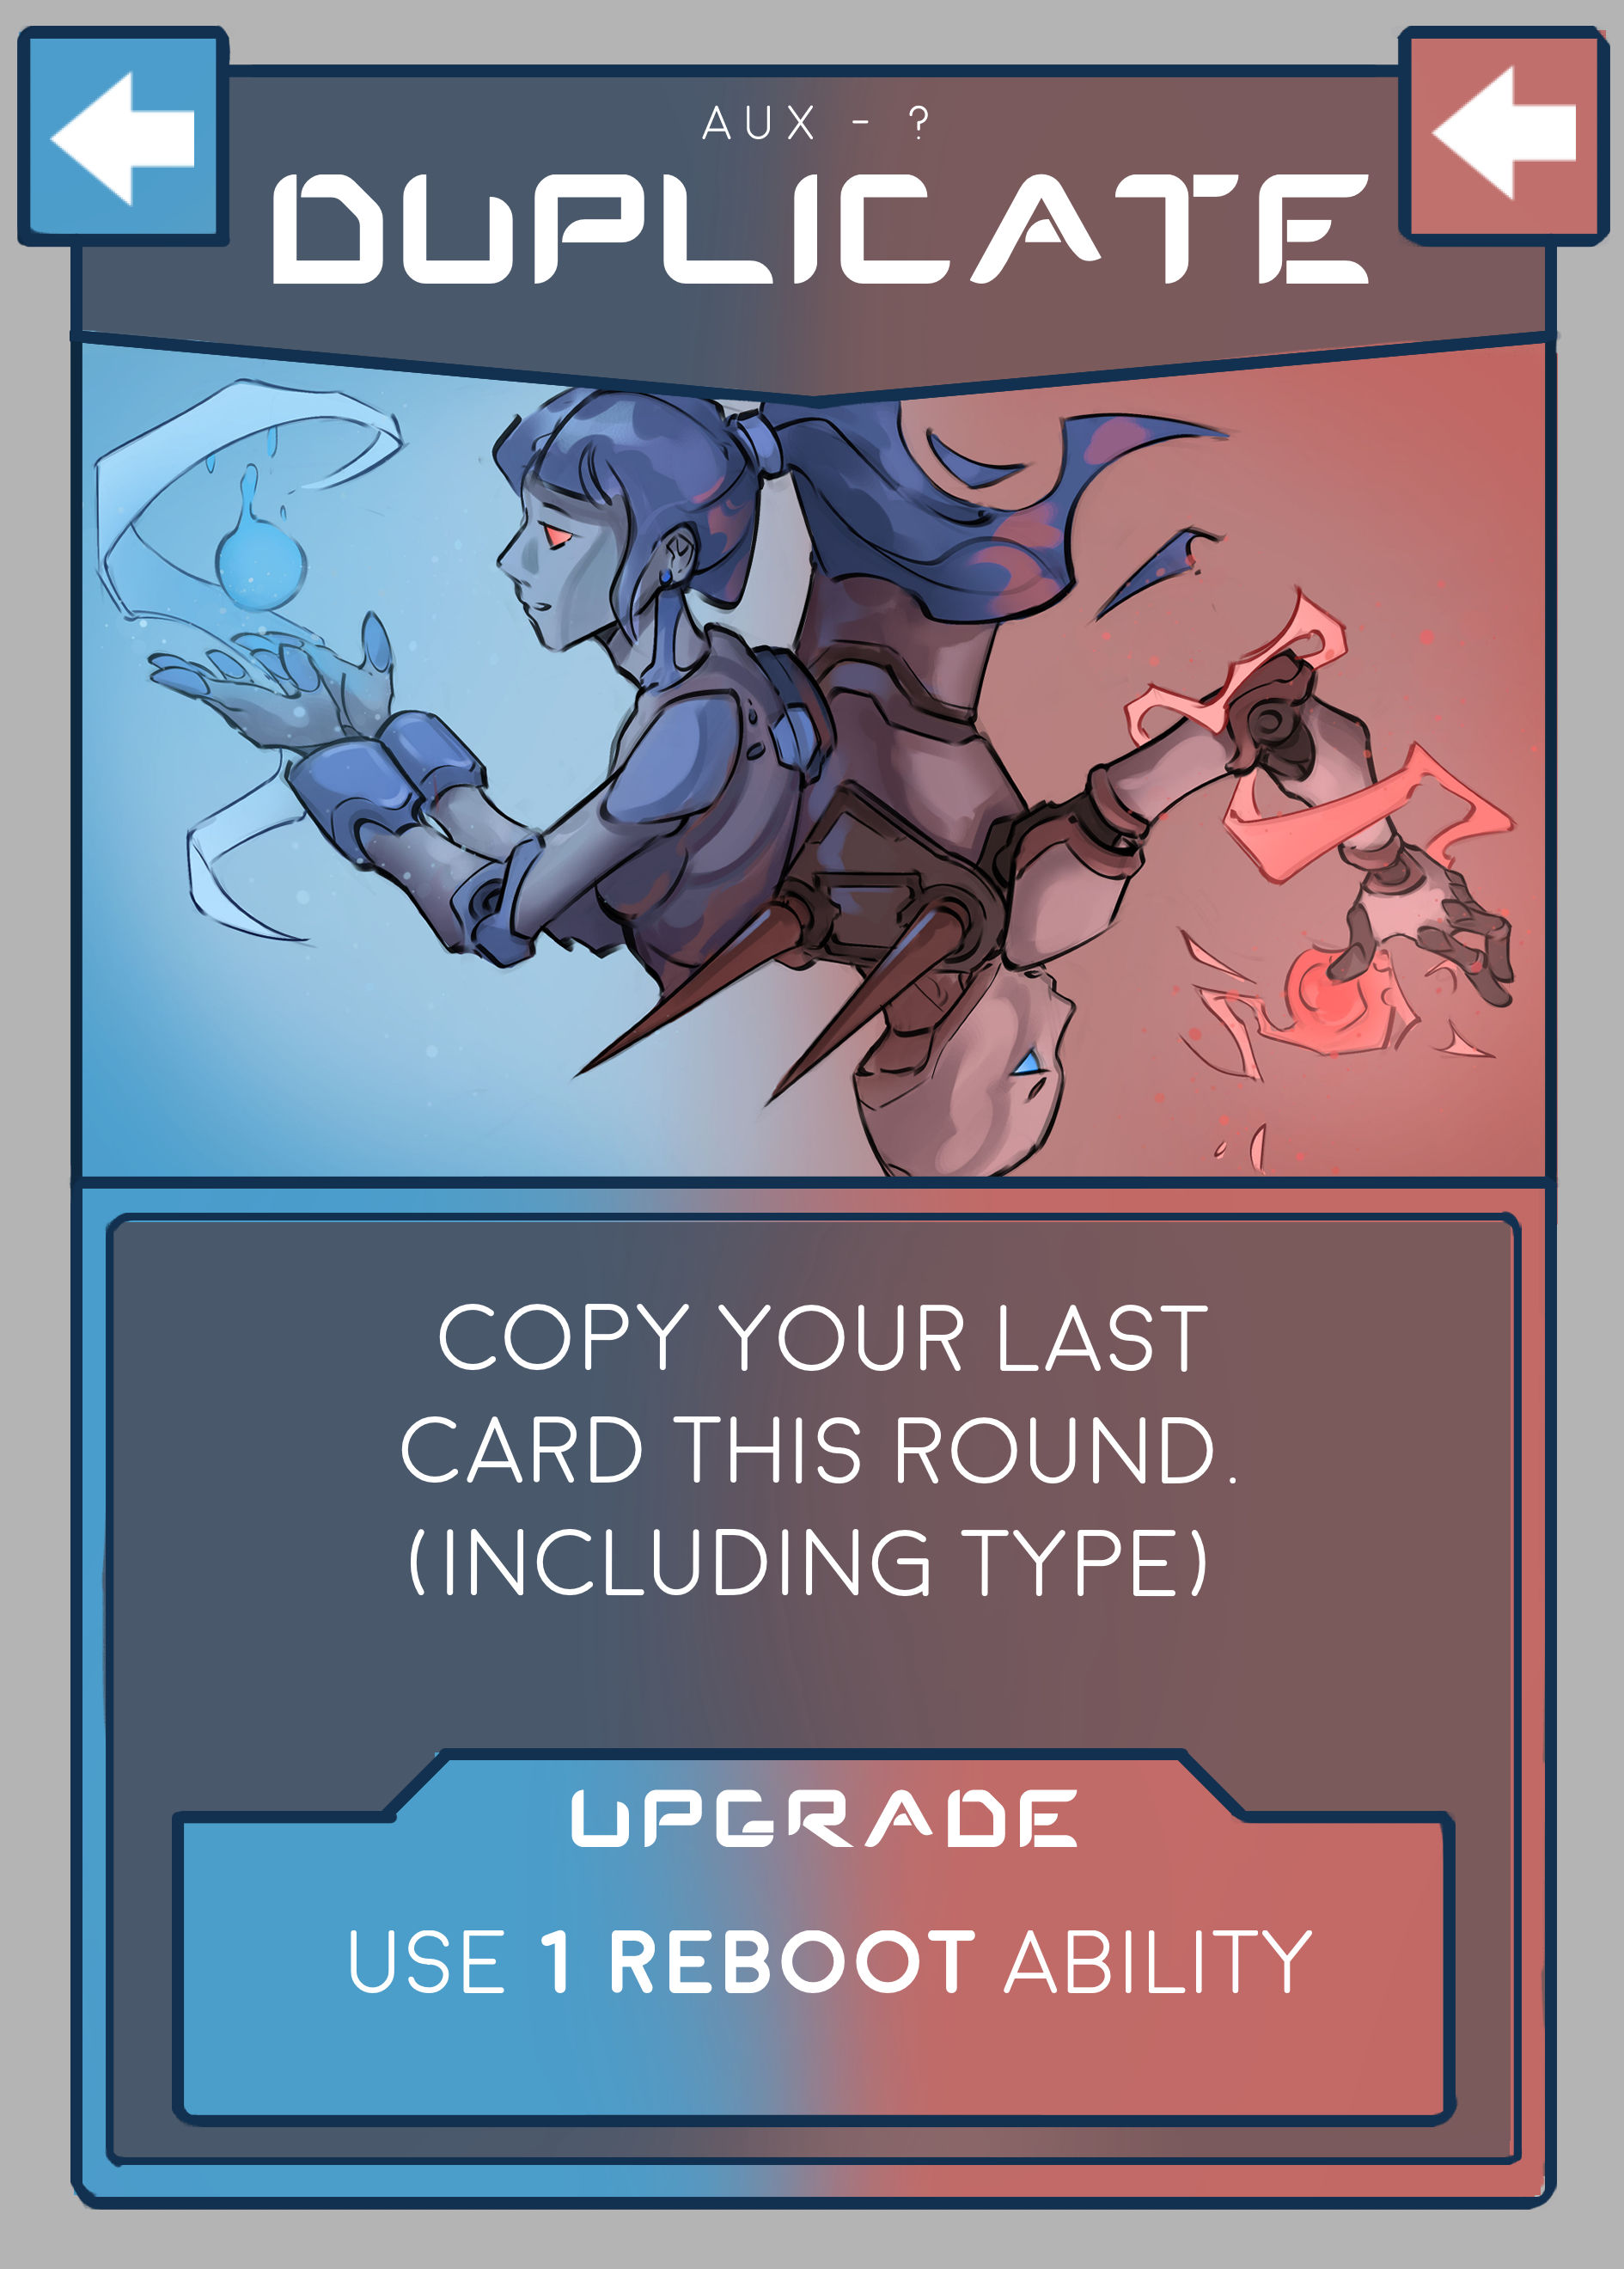 AUX - ?
DUPLICATE
COPY YOUR LAST
CARD THIS ROUND.
(INCLUDING TYPE)
UPGRADE
USE 1 REBOOT ABILITY